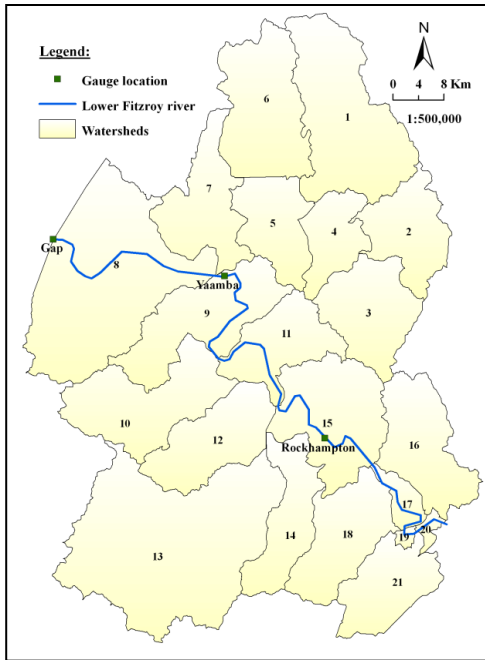 Legend:
Gauge location
Lower Fitzroy river
Watersheds
N
0 4 8 Km
1:500,000
6
1
7
5
4
2
Gap
8
Yaamba
9
3
11
10
12
15
Rockhampton
16
13
14
18
17
19
20
21